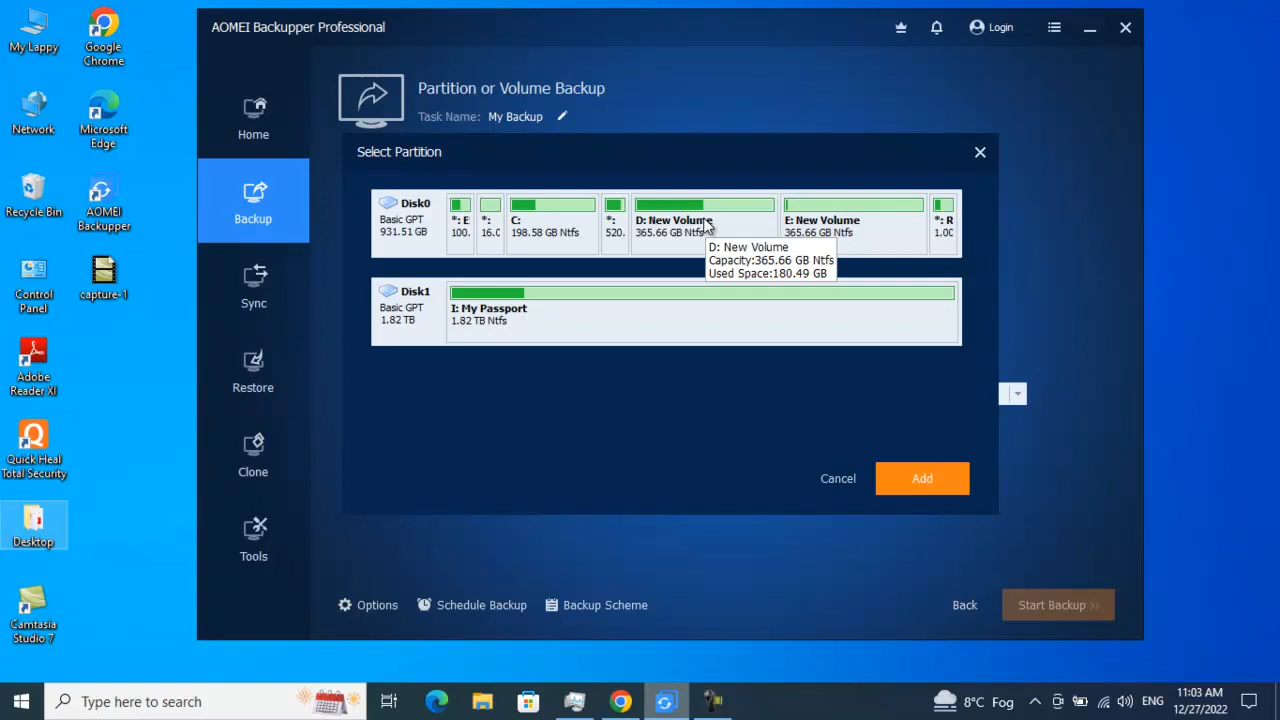 My Lappy
Google
Chrome
Network
Microsoft
Edge
Recycle Bin
AOMEI
Backupper
Control
Panel
capture-1
Adobe
Reader XI
Quick Heal
Total Security
Desktop
Camtasia
Studio 7
AOMEI Backupper Professional
Login
Home
Backup
Sync
Restore
Clone
Tools
Partition or Volume Backup
Task Name: My Backup
Select Partition
Disk0
Basic GPT
931.51 GB
*: E
100.
*:
16.0
C:
198.58 GB Ntfs
*:
520.
D: New Volume
365.66 GB Ntfs
E: New Volume
365.66 GB Ntfs
*: R
1.00
D: New Volume
Capacity:365.66 GB Ntfs
Used Space:180.49 GB
Disk1
Basic GPT
1.82 TB
I: My Passport
1.82 TB Ntfs
Cancel
Add
Options
Schedule Backup
Backup Scheme
Back
Start Backup »
Type here to search
8°C Fog
ENG
11:03 AM
12/27/2022